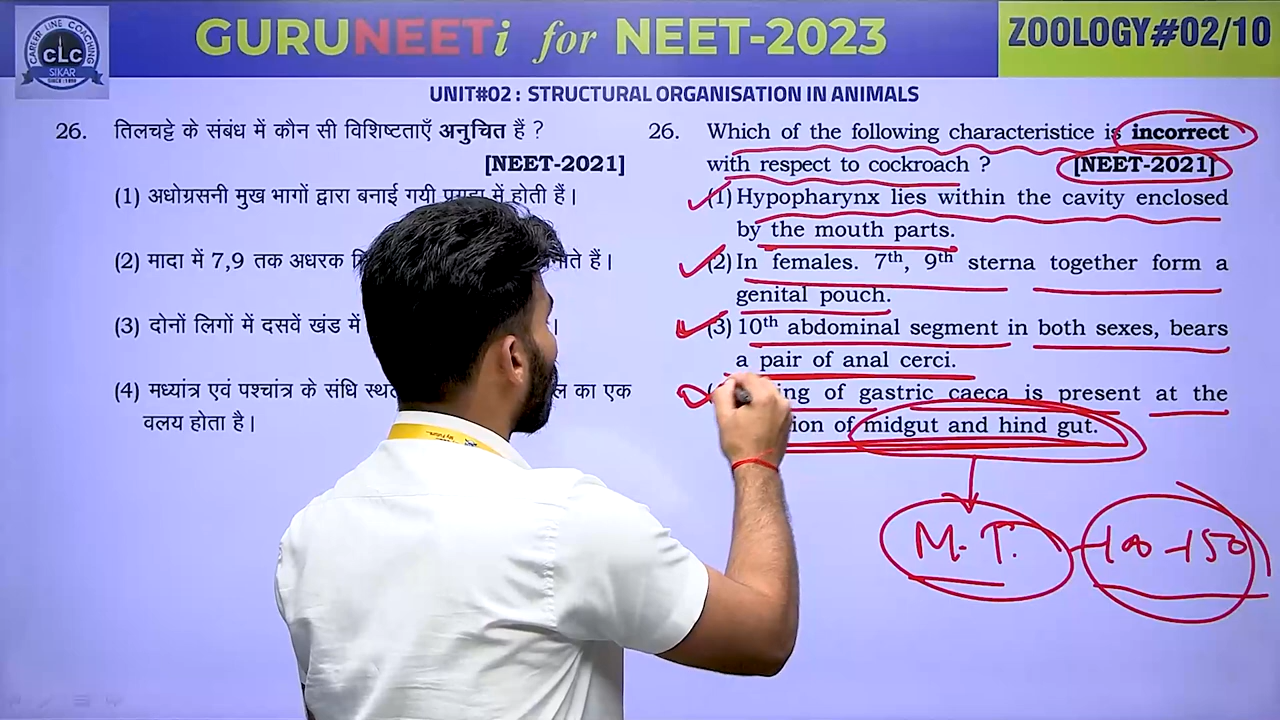 CAREER LINE COACHING
CLC
SIKAR
GURUNEETi for NEET-2023
ZOOLOGY#02/10
UNIT#02 : STRUCTURAL ORGANISATION IN ANIMALS
26. तिलचट्टे के संबंध में कौन सी विशिष्टताएँ अनुचित हैं ?
[NEET-2021]
(1) अधोग्रसनी मुख भागों द्वारा बनाई गयी में होती हैं।
(2) मादा में 7,9 तक अधरक हैं।
(3) दोनों लिगों में दसवें खंड में
(4) मध्यांत्र एवं पश्चांत्र के संधि का एक
वलय होता है।
26. Which of the following characteristice is incorrect
with respect to cockroach ? [NEET-2021]
(1) Hypopharynx lies within the cavity enclosed
by the mouth parts.
(2) In females. 7th, 9th sterna together form a
genital pouch.
(3) 10th abdominal segment in both sexes, bears
a pair of anal cerci.
of gastric caeca is present at the
of midgut and hind gut.
M.T. - 100-150